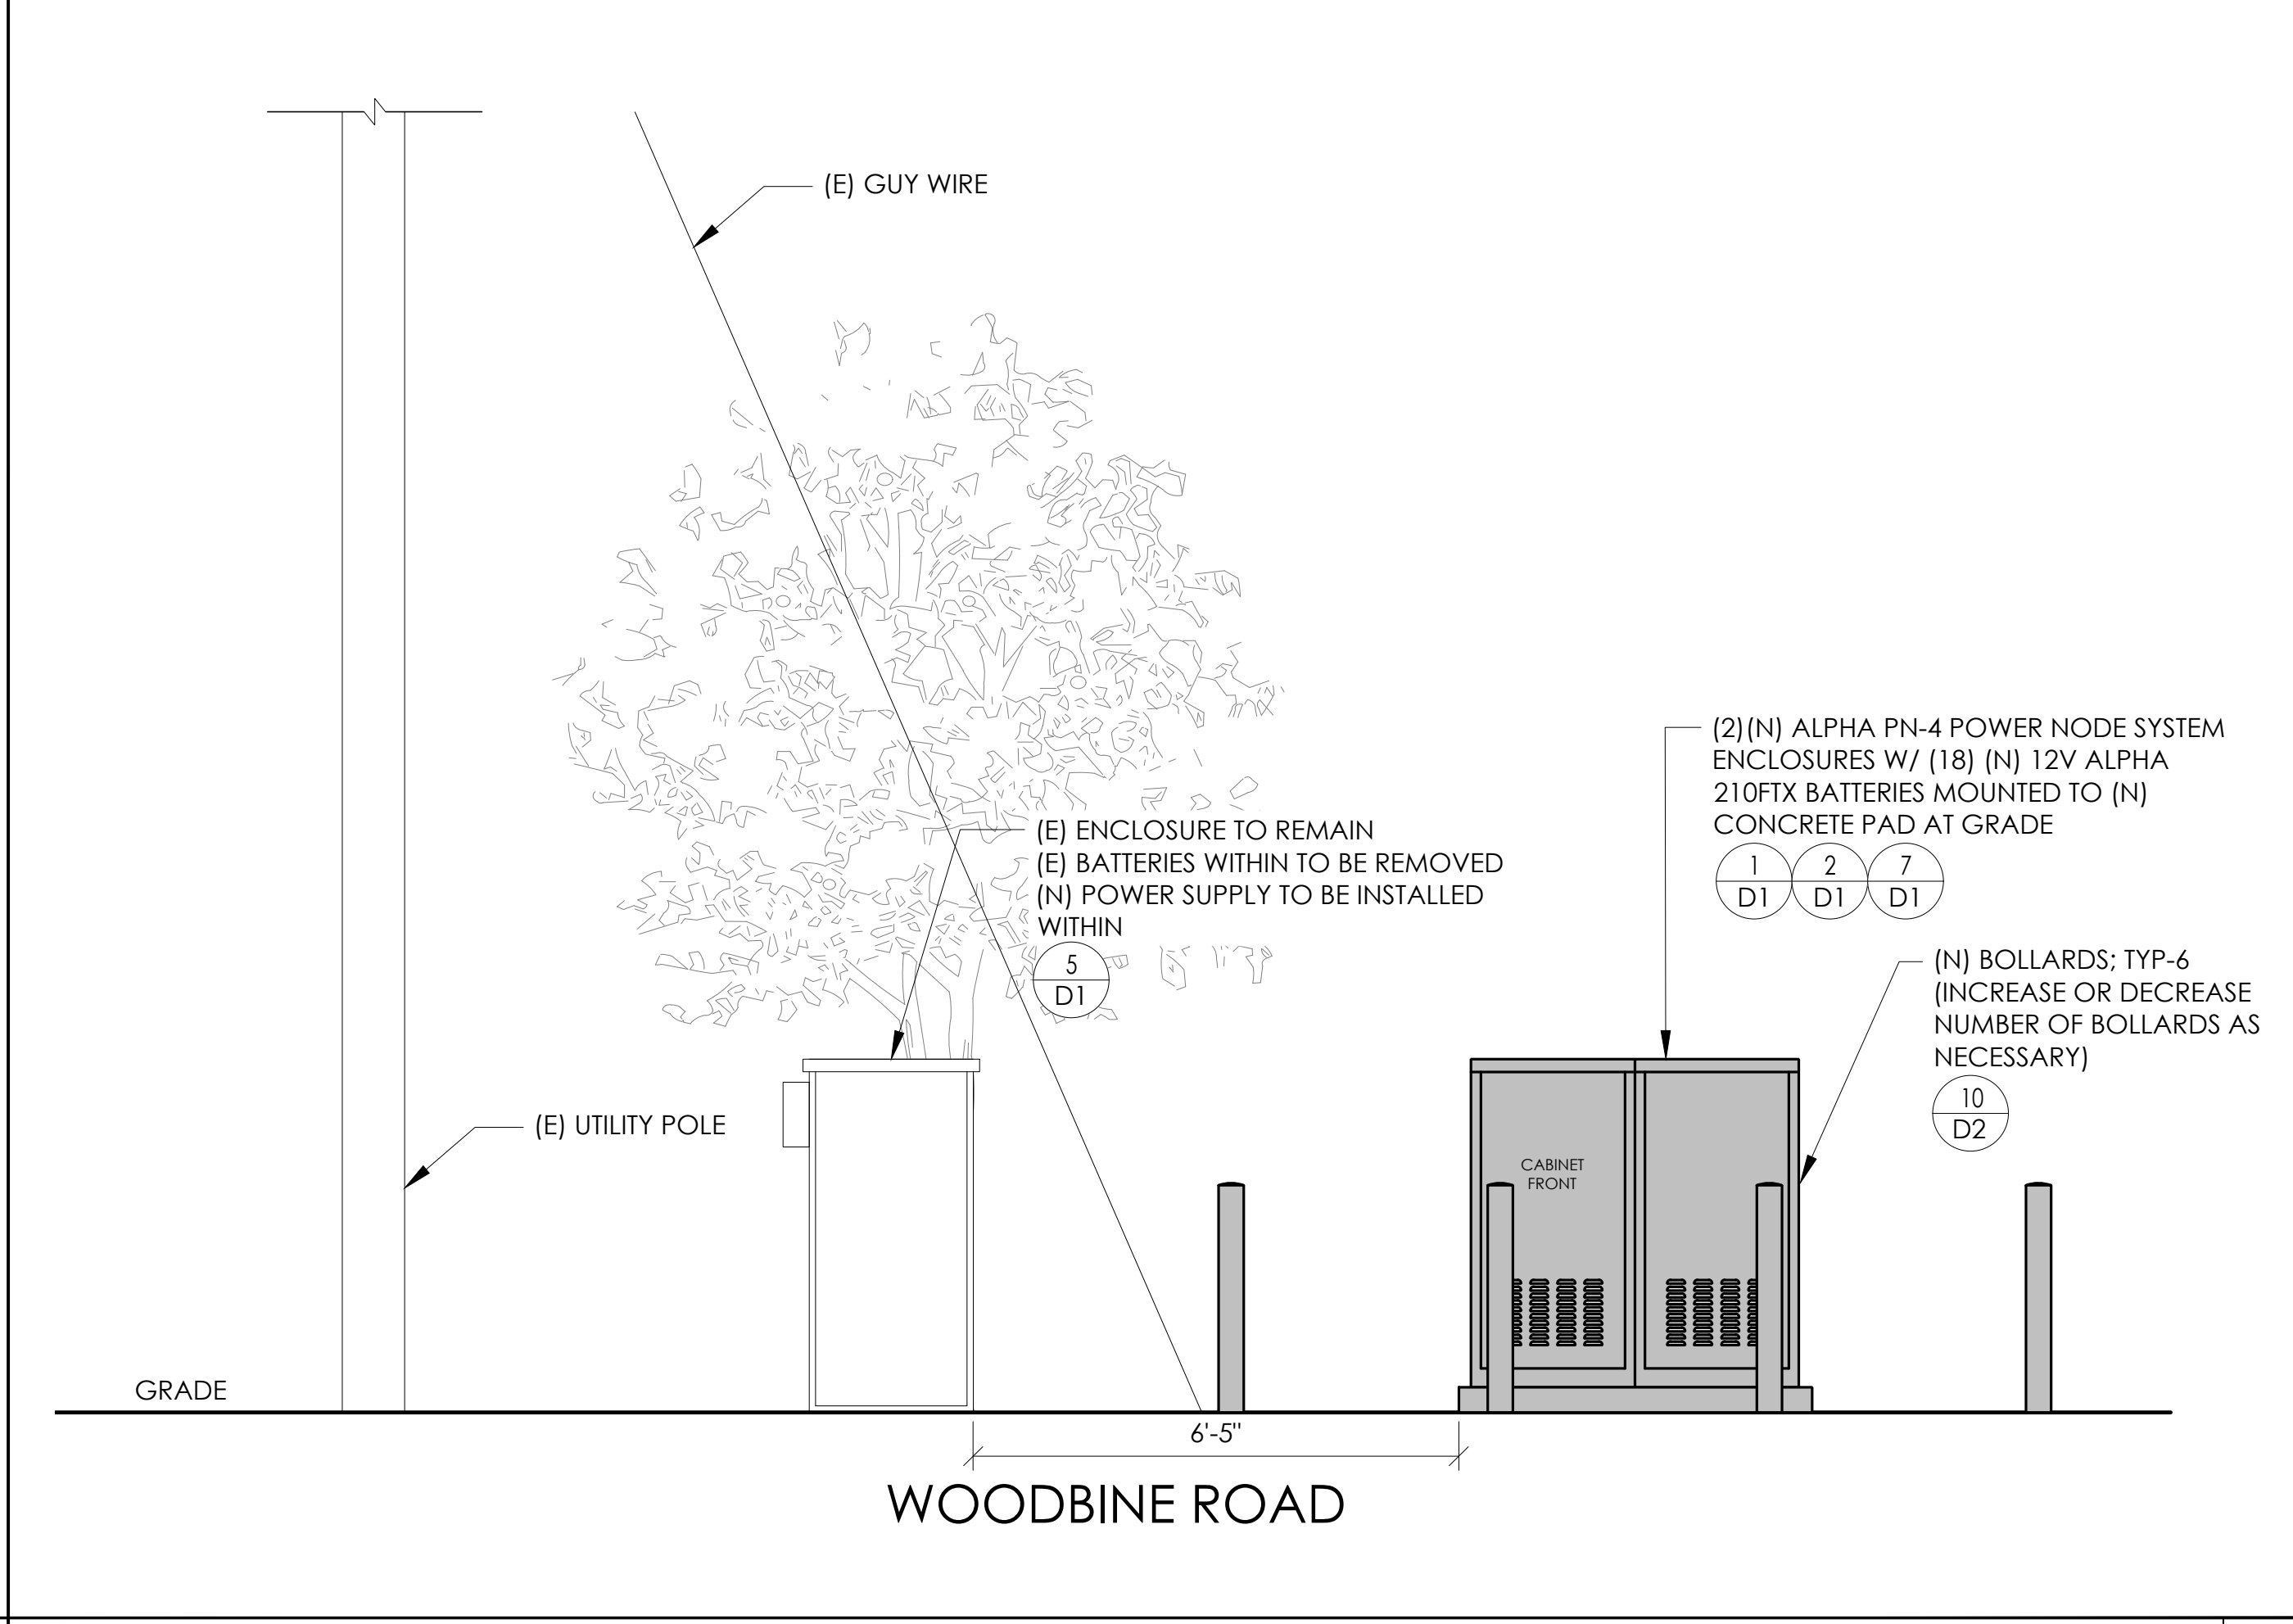 (E) GUY WIRE
(2)(N) ALPHA PN-4 POWER NODE SYSTEM
ENCLOSURES W/ (18) (N) 12V ALPHA
210FTX BATTERIES MOUNTED TO (N)
CONCRETE PAD AT GRADE
1 2 7
D1 D1 D1
(E) ENCLOSURE TO REMAIN
(E) BATTERIES WITHIN TO BE REMOVED
(N) POWER SUPPLY TO BE INSTALLED
WITHIN
5
D1
(N) BOLLARDS; TYP-6
(INCREASE OR DECREASE
NUMBER OF BOLLARDS AS
NECESSARY)
10
D2
(E) UTILITY POLE
CABINET
FRONT
GRADE
6'-5"
WOODBINE ROAD